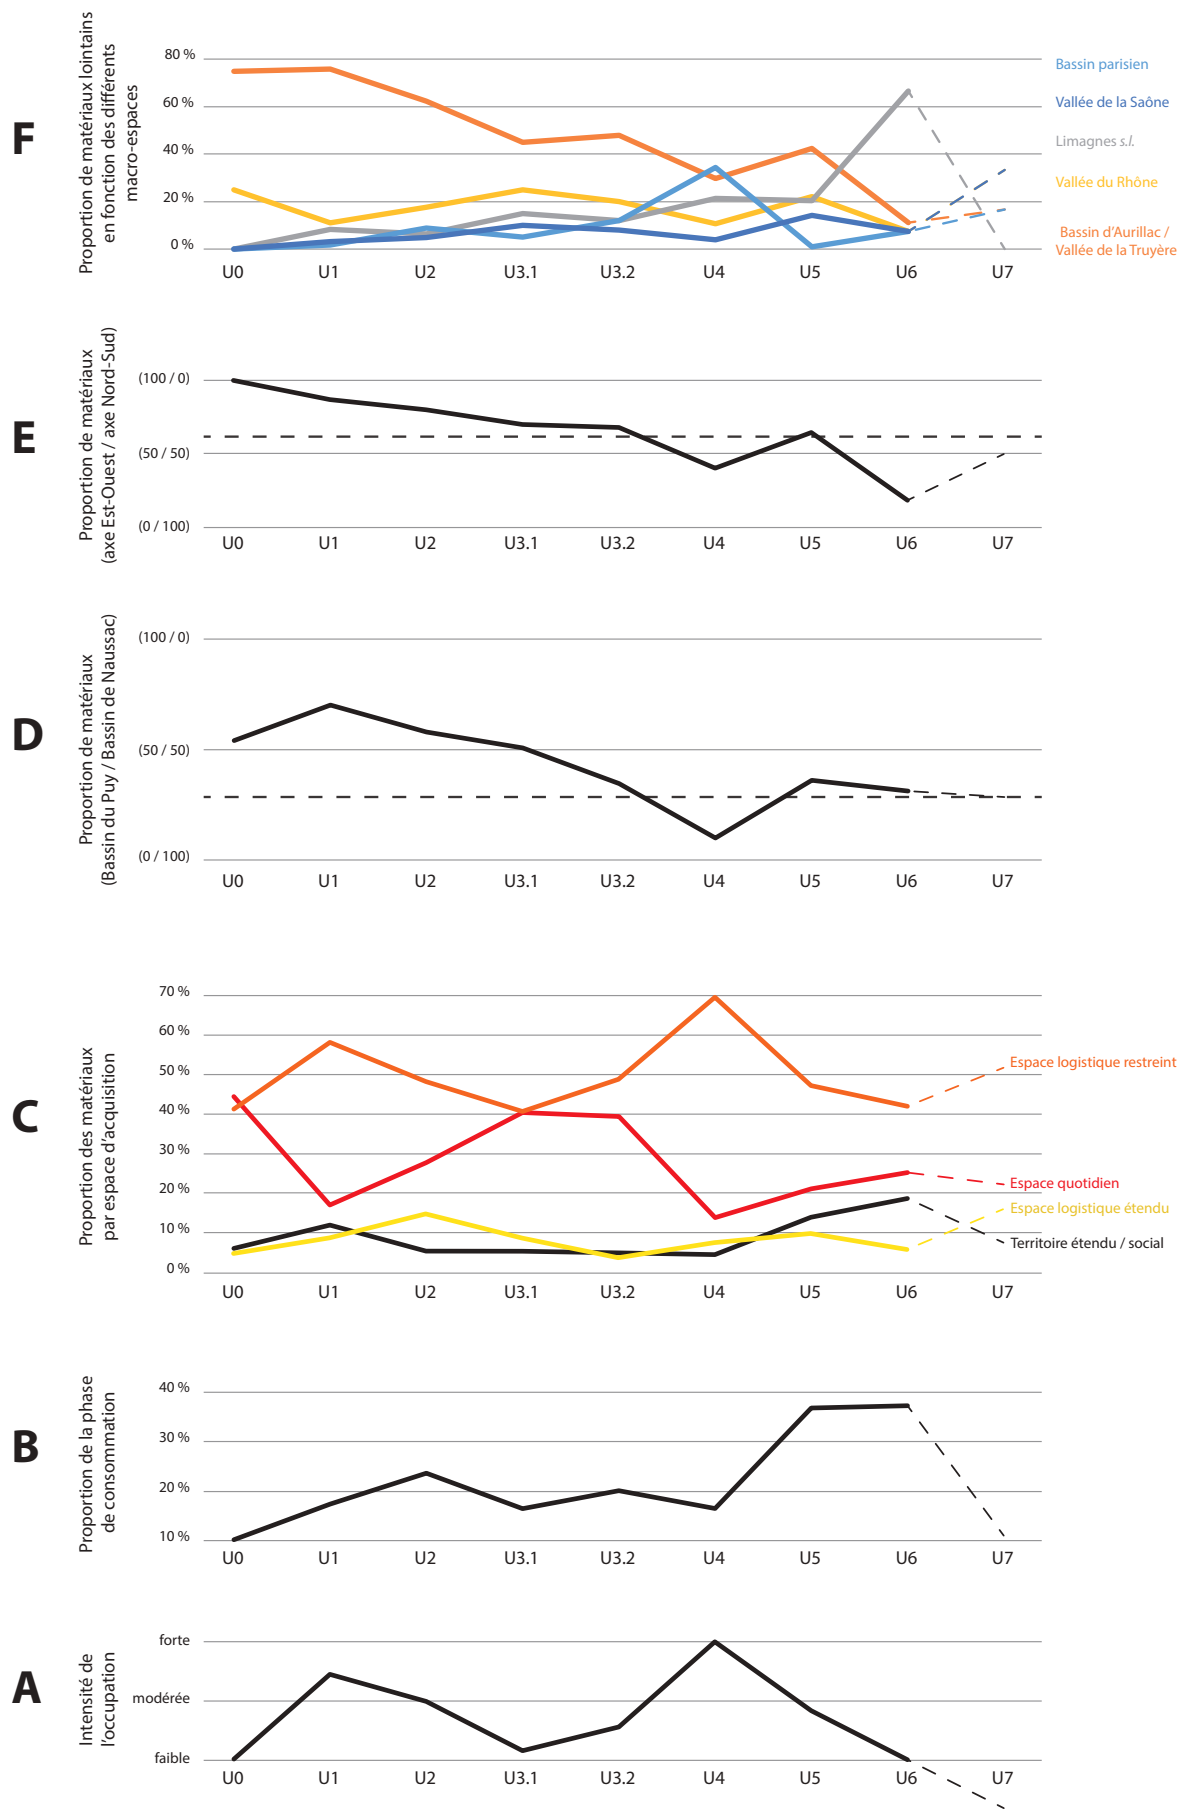 F
Proportion de matériaux lointains
en fonction des différents
macro-espaces
80 %
60 %
40 %
20 %
0 %
U0 U1 U2 U3.1 U3.2 U4 U5 U6 U7
Bassin parisien
Vallée de la Saône
Limagnes s.l.
Vallée du Rhône
Bassin d'Aurillac /
Vallée de la Truyère
E
Proportion de matériaux
(axe Est-Ouest / axe Nord-Sud)
(100 / 0)
(50 / 50)
(0 / 100)
U0 U1 U2 U3.1 U3.2 U4 U5 U6 U7
D
Proportion de matériaux
(Bassin du Puy / Bassin de Naussac)
(100 / 0)
(50 / 50)
(0 / 100)
U0 U1 U2 U3.1 U3.2 U4 U5 U6 U7
C
Proportion des matériaux
par espace d'acquisition
70 %
60 %
50 %
40 %
30 %
20 %
10 %
0 %
U0 U1 U2 U3.1 U3.2 U4 U5 U6 U7
Espace logistique restreint
Espace quotidien
Espace logistique étendu
Territoire étendu / social
B
Proportion de la phase
de consommation
40 %
30 %
20 %
10 %
U0 U1 U2 U3.1 U3.2 U4 U5 U6 U7
A
Intensité de
l'occupation
forte
modérée
faible
U0 U1 U2 U3.1 U3.2 U4 U5 U6 U7